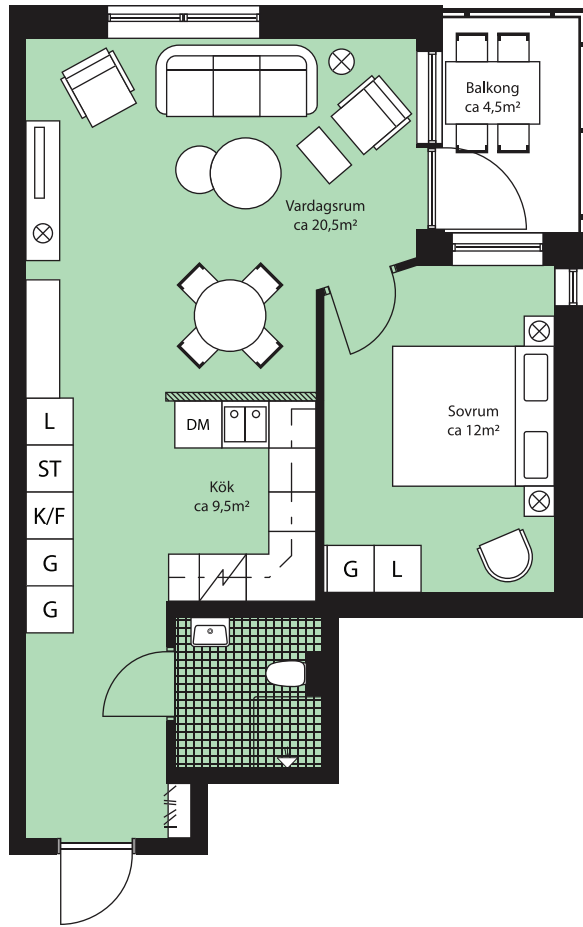 Balkong
ca 4,5m²
Vardagsrum
ca 20,5m²
L
ST
K/F
G
G
DM
Kök
ca 9,5m²
Sovrum
ca 12m²
G
L